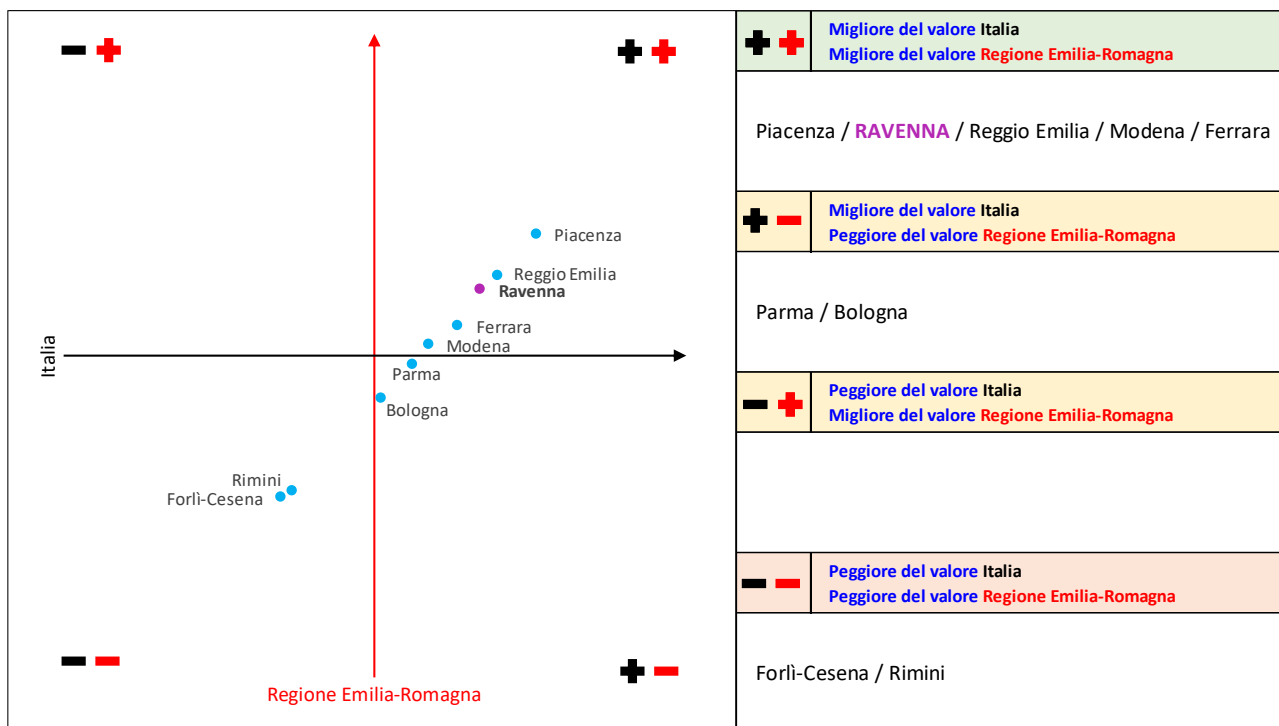 Piacenza
Reggio Emilia
Ravenna
Ferrara
Modena
Italia
Parma
Bologna
Rimini
Forlì-Cesena
Regione Emilia-Romagna
Migliore del valore Italia
Migliore del valore Regione Emilia-Romagna
Piacenza / RAVENNA / Reggio Emilia / Modena / Ferrara
Migliore del valore Italia
Peggiore del valore Regione Emilia-Romagna
Parma / Bologna
Peggiore del valore Italia
Migliore del valore Regione Emilia-Romagna
Peggiore del valore Italia
Peggiore del valore Regione Emilia-Romagna
Forlì-Cesena / Rimini